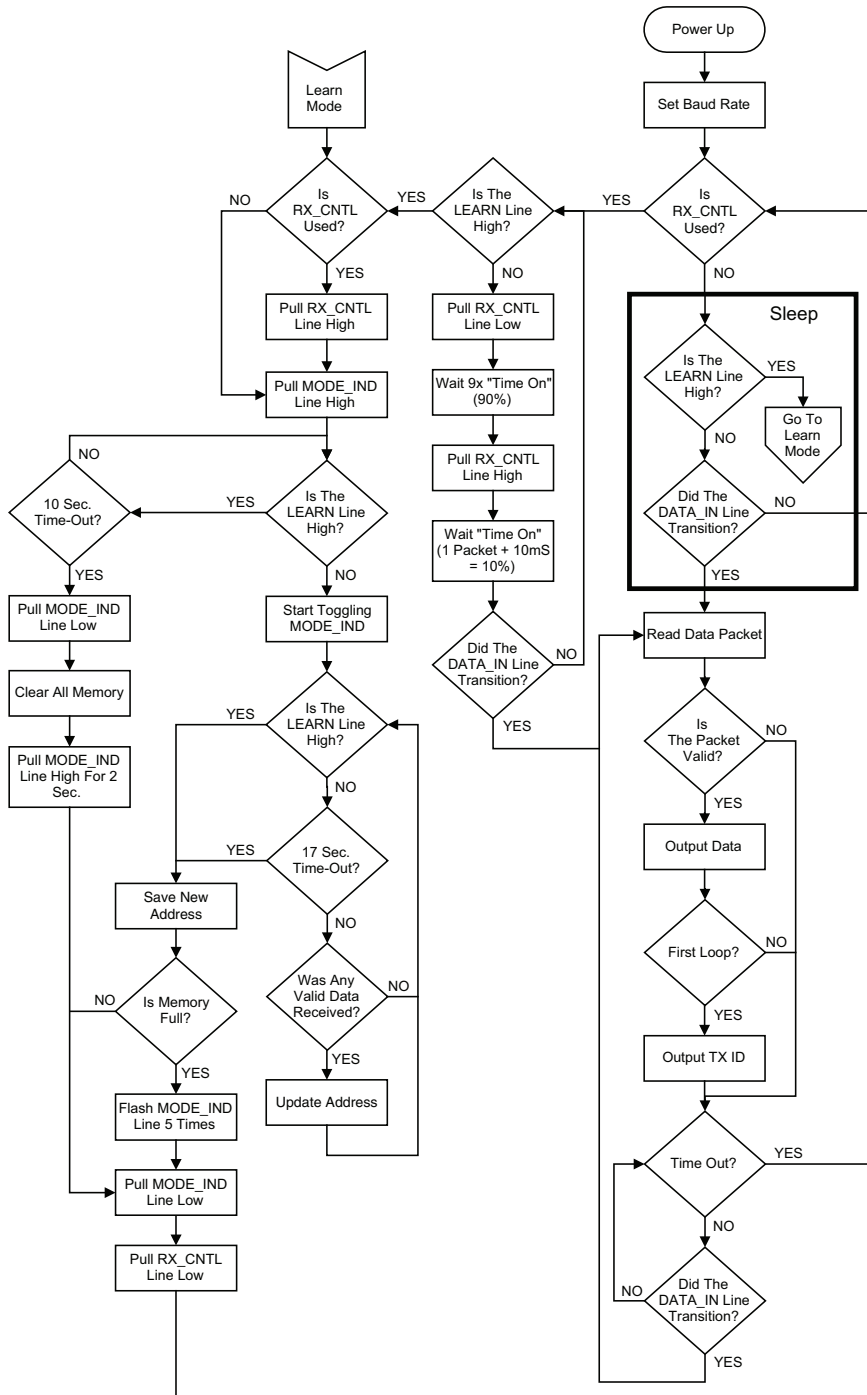 Power Up
Set Baud Rate
Is
RX_CNTL
Used?
YES
NO
Sleep
Is The
LEARN Line
High?
YES
Go To
Learn
Mode
NO
Did The
DATA_IN Line
Transition?
NO
YES
Read Data Packet
Is
The Packet
Valid?
NO
YES
Output Data
First Loop?
NO
YES
Output TX ID
Time Out?
YES
NO
Did The
DATA_IN Line
Transition?
NO
YES
Is The
LEARN Line
High?
YES
NO
Pull RX_CNTL
Line Low
Wait 9x "Time On"
(90%)
Pull RX_CNTL
Line High
Wait "Time On"
(1 Packet + 10mS
= 10%)
Did The
DATA_IN Line
Transition?
NO
YES
Learn
Mode
Is
RX_CNTL
Used?
NO
YES
Pull RX_CNTL
Line High
Pull MODE_IND
Line High
Is The
LEARN Line
High?
YES
NO
10 Sec.
Time-Out?
NO
YES
Pull MODE_IND
Line Low
Clear All Memory
Pull MODE_IND
Line High For 2
Sec.
Start Toggling
MODE_IND
Is The
LEARN Line
High?
YES
NO
17 Sec.
Time-Out?
YES
NO
Was Any
Valid Data
Received?
NO
YES
Update Address
Save New
Address
Is Memory
Full?
NO
YES
Flash MODE_IND
Line 5 Times
Pull MODE_IND
Line Low
Pull RX_CNTL
Line Low